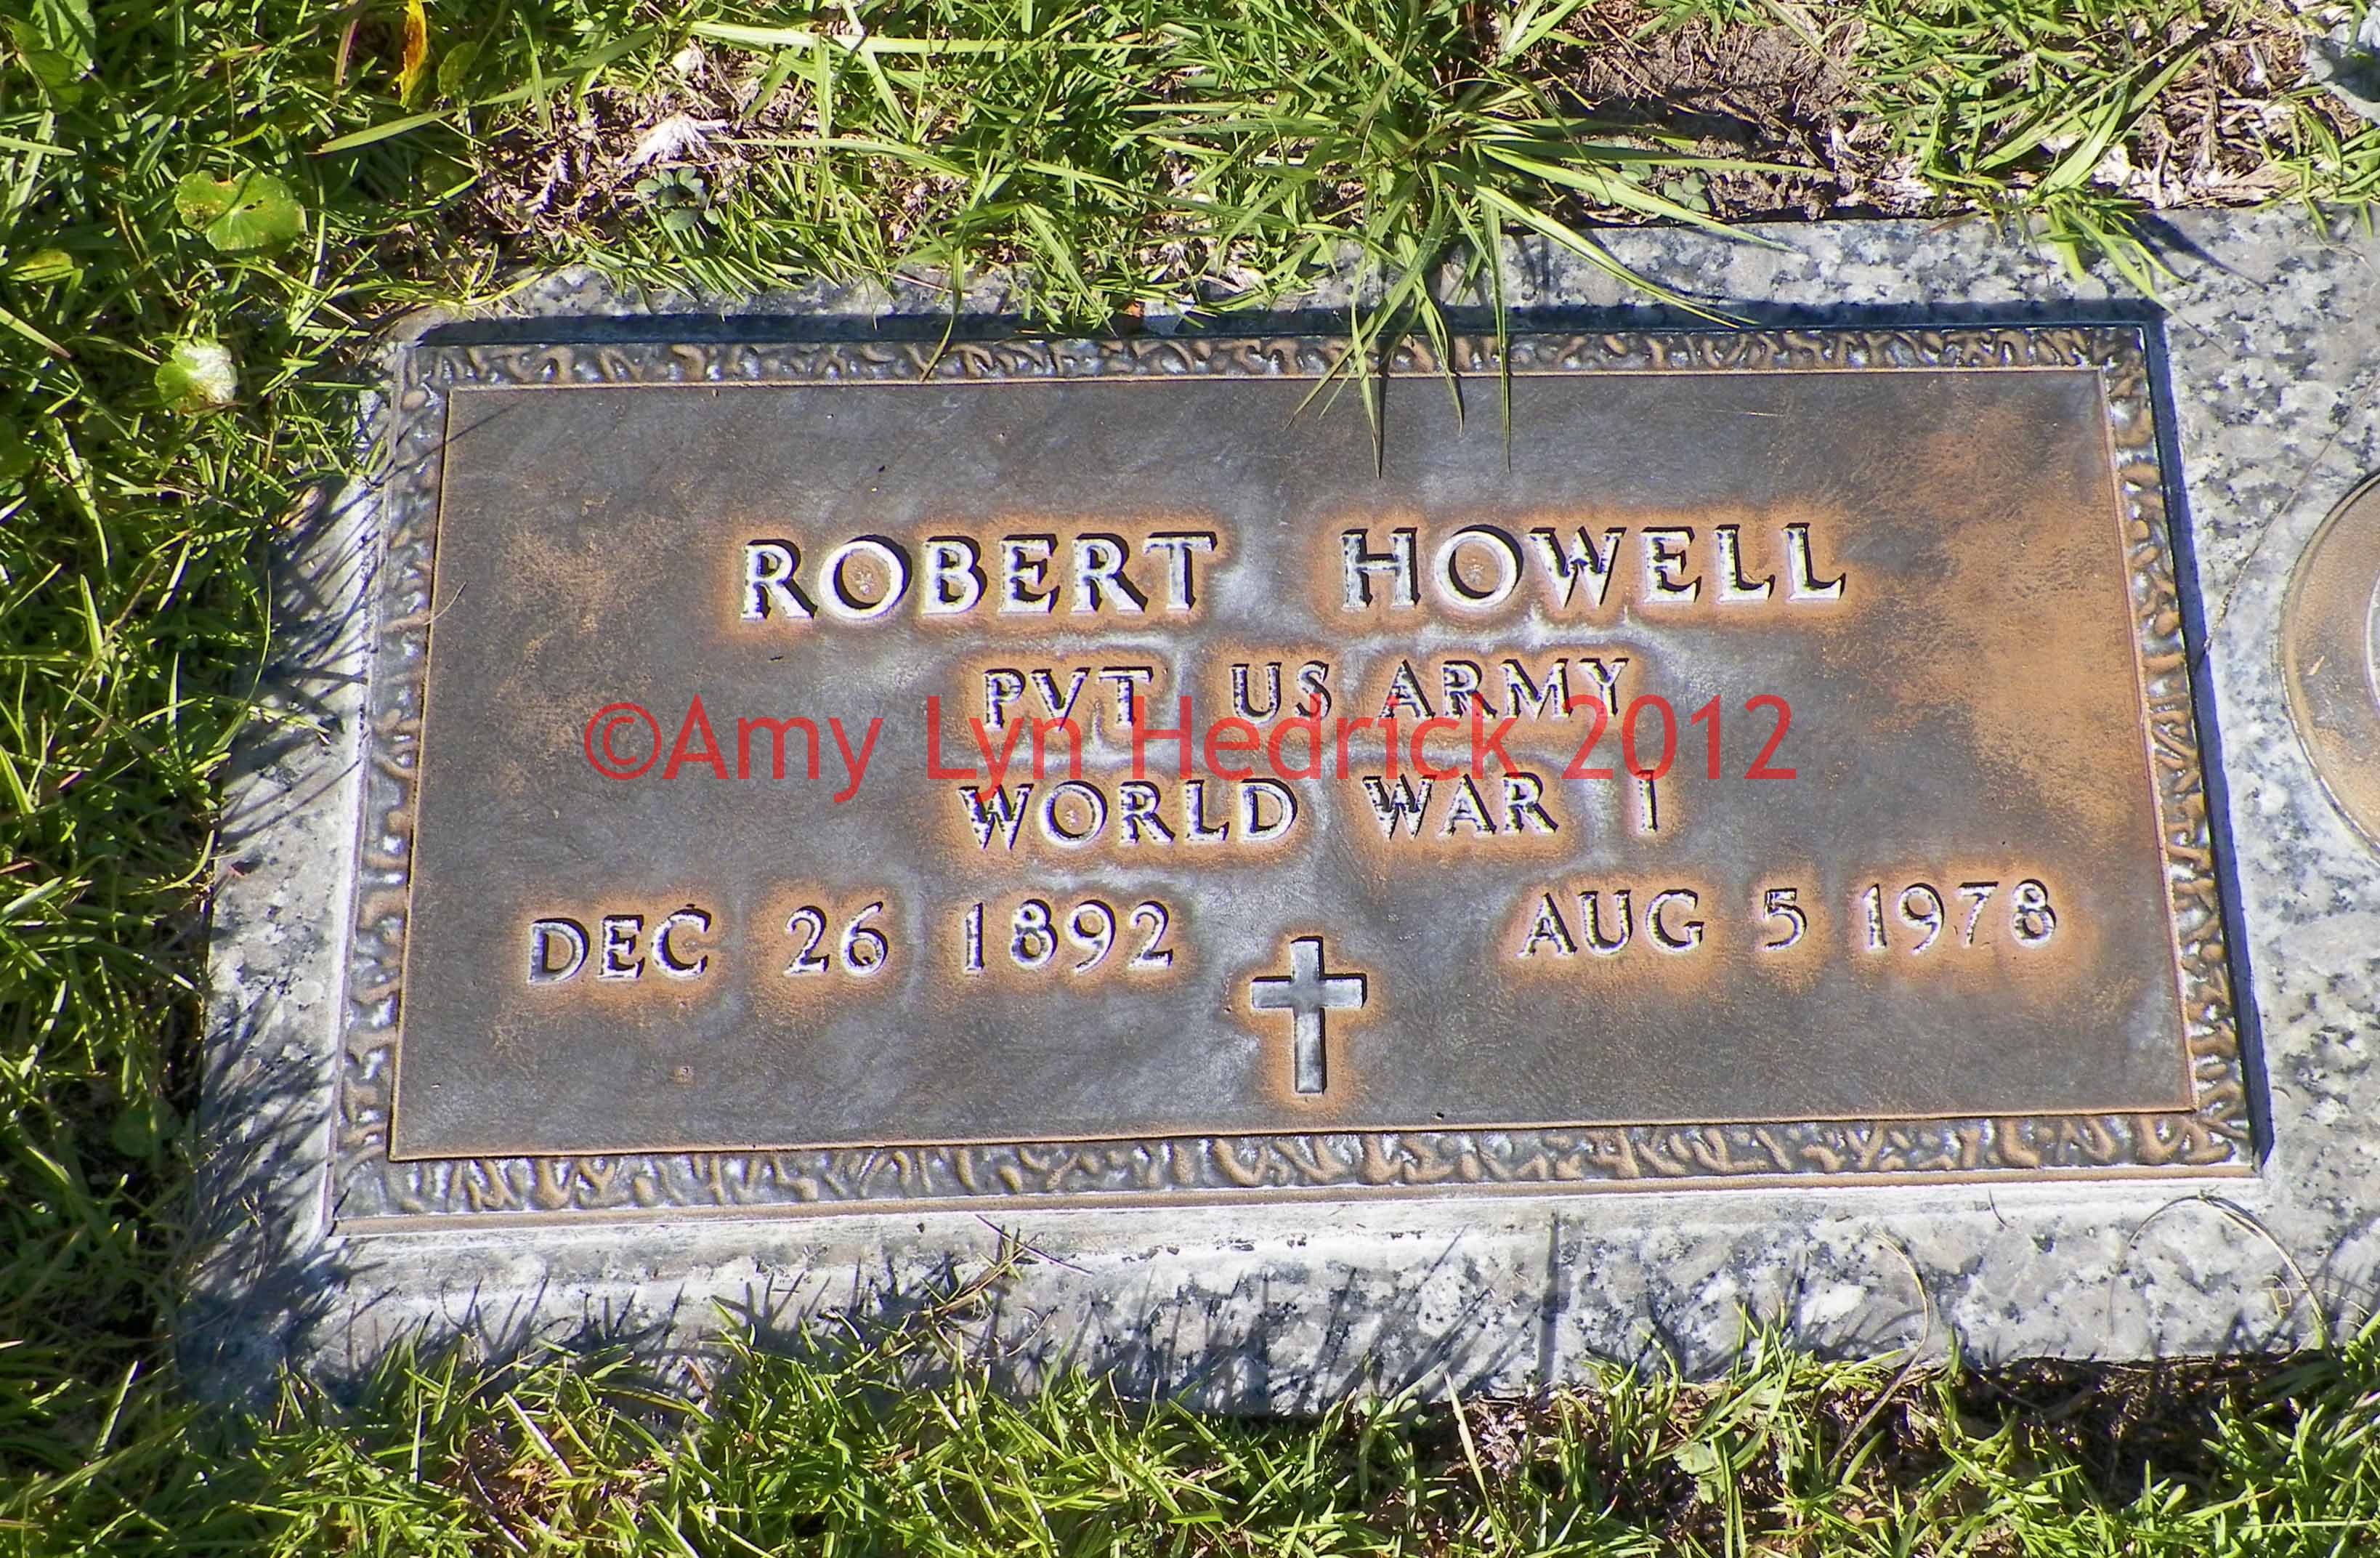 ROBERT HOWELL
PVT US ARMY
©Amy Lyn Hedrick 2012
WORLD WAR I
DEC 26 1892 AUG 5 1978